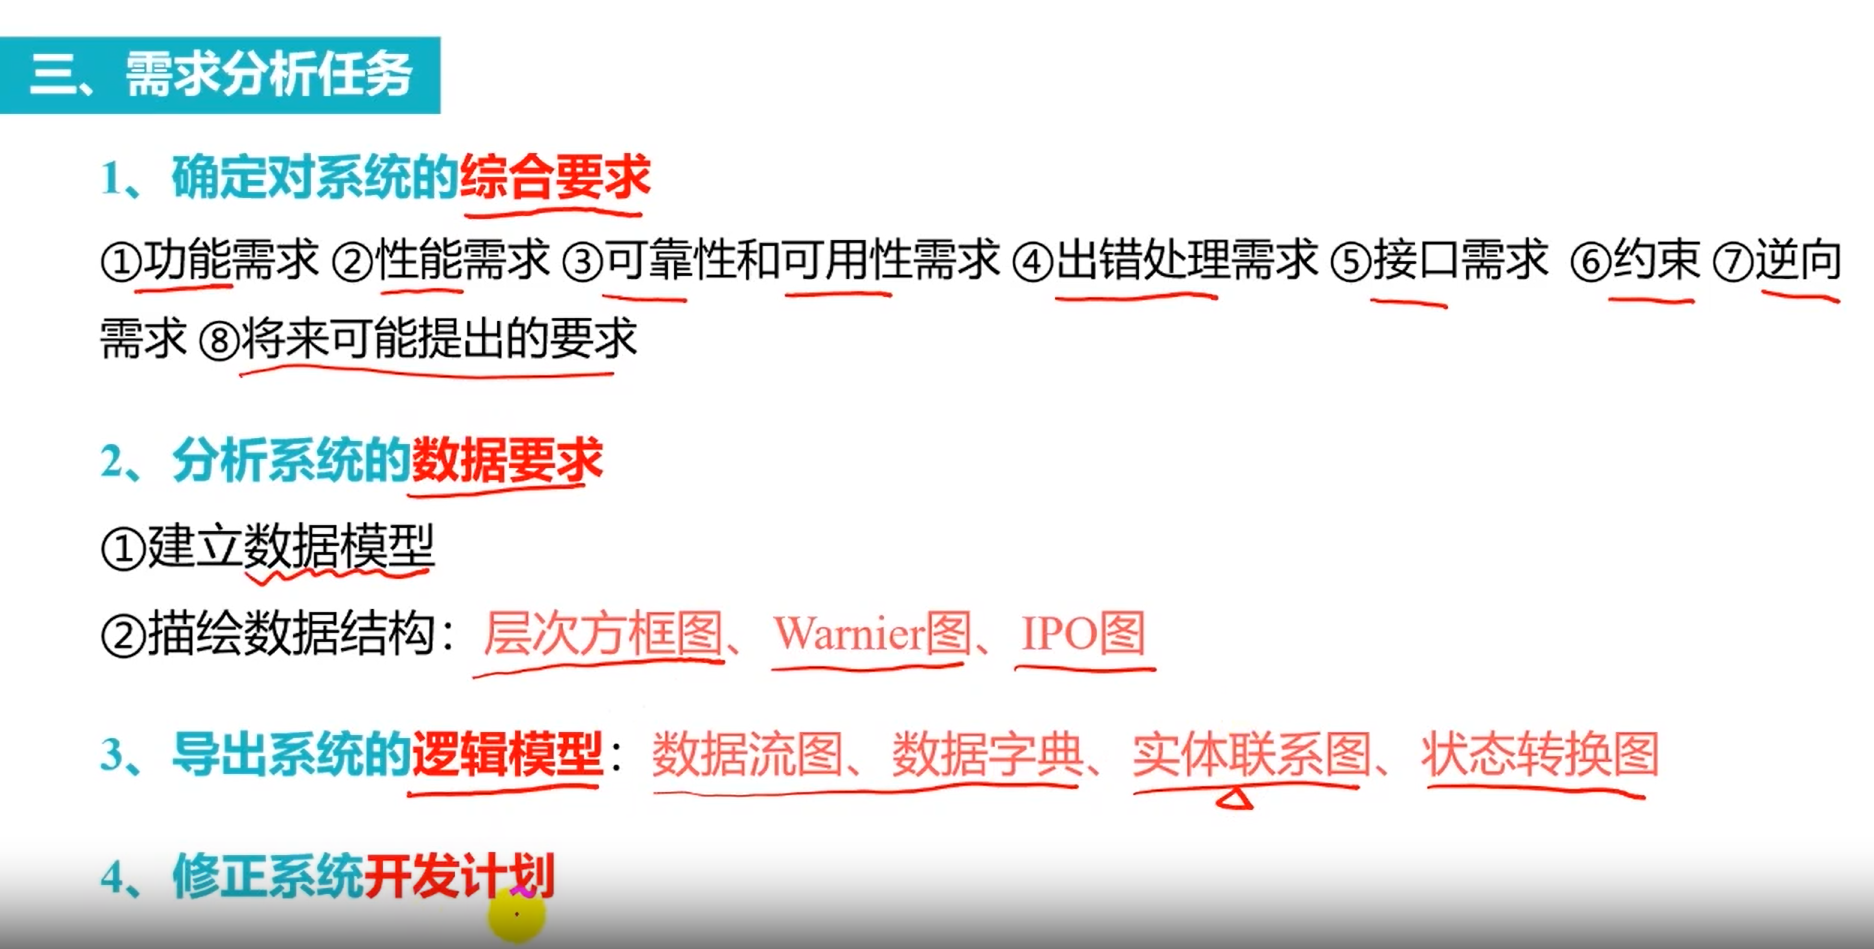 三、需求分析任务
1、确定对系统的综合要求
①功能需求 ②性能需求 ③可靠性和可用性需求 ④出错处理需求 ⑤接口需求 ⑥约束 ⑦逆向
需求 ⑧将来可能提出的要求
2、分析系统的数据要求
①建立数据模型
②描绘数据结构：层次方框图、Warnier图、IPO图
3、导出系统的逻辑模型：数据流图、数据字典、实体联系图、状态转换图
4、修正系统开发计划